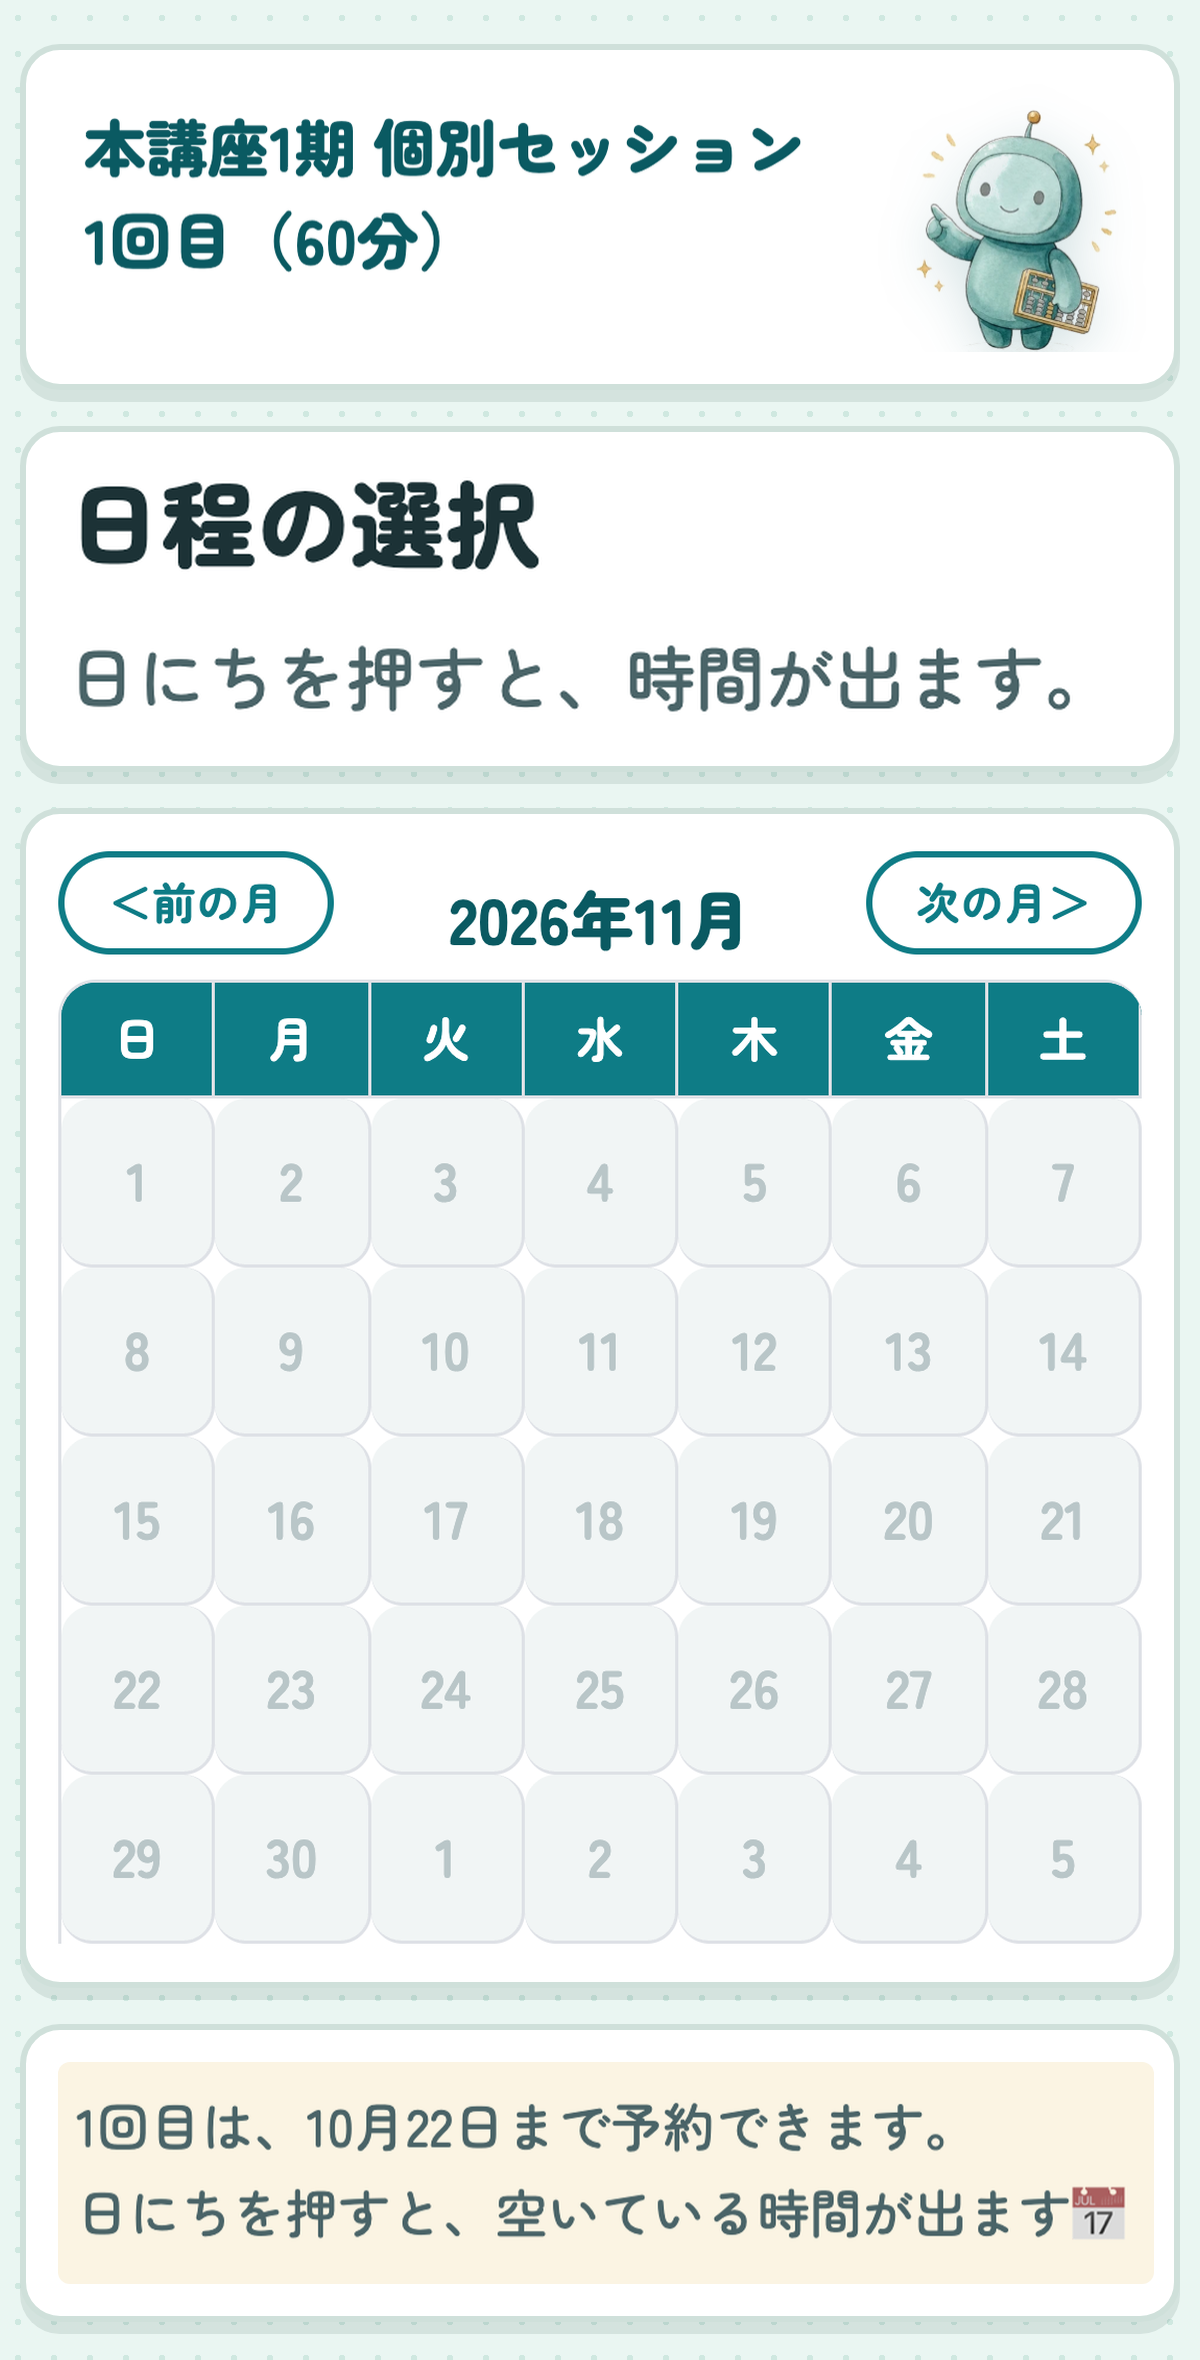 本講座1期 個別セッション
1回目（60分）
日程の選択
日にちを押すと、時間が出ます。
＜前の月
2026年11月
次の月＞
日 月 火 水 木 金 土
1 2 3 4 5 6 7
8 9 10 11 12 13 14
15 16 17 18 19 20 21
22 23 24 25 26 27 28
29 30 1 2 3 4 5
1回目は、10月22日まで予約できます。
日にちを押すと、空いている時間が出ます📅